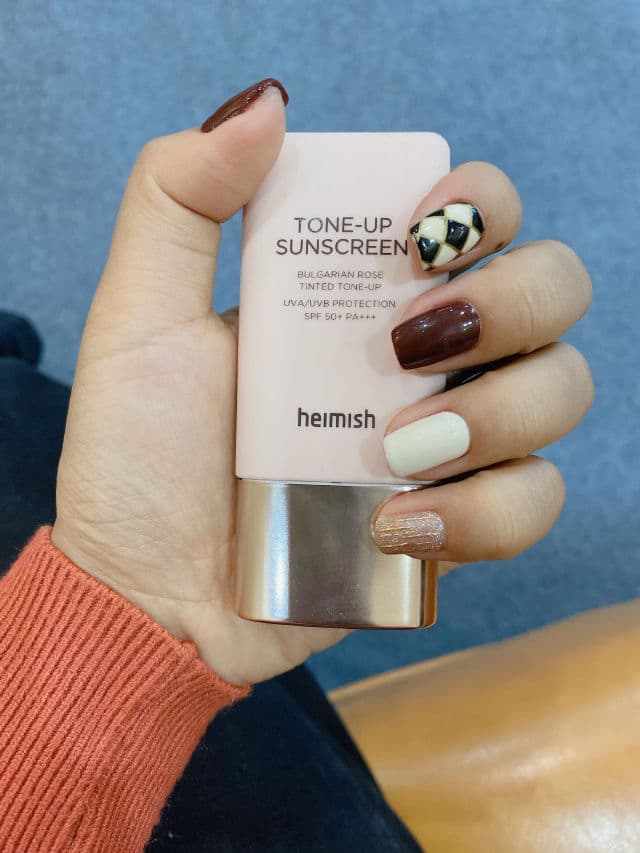 TONE-UP
SUNSCREEN
BULGARIAN ROSE
TINTED TONE-UP
UVA/UVB PROTECTION
SPF 50+ PA+++
heimish